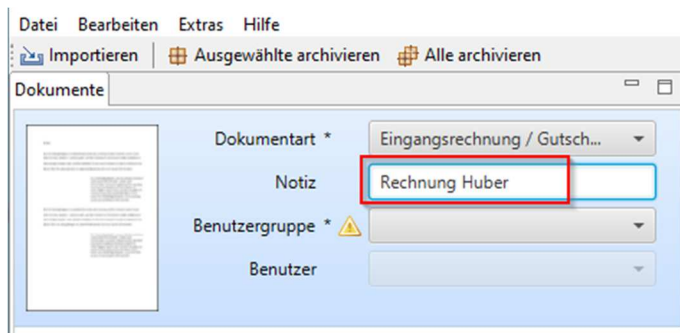 Datei Bearbeiten Extras Hilfe
Importieren Ausgewählte archivieren Alle archivieren
Dokumente
Dokumentart * Eingangsrechnung / Gutsch...
Notiz Rechnung Huber
Benutzergruppe *
Benutzer